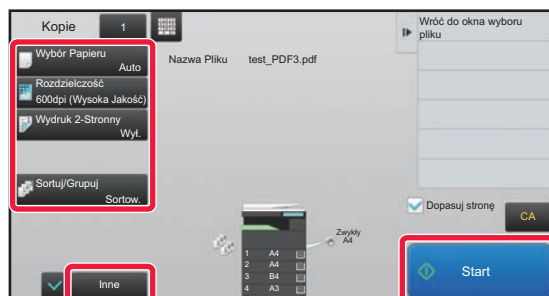 Kopie 1
Wróć do okna wyboru
pliku
Wybór Papieru
Auto
Nazwa Pliku test_PDF3.pdf
Rozdzielczość
600dpi (Wysoka Jakość)
Wydruk 2-Stronny
Wył.
Sortuj/Grupuj
Sortow.
Dopasuj stronę
CA
Zwykły
A4
1 A4
2 A4
3 B4
4 A3
Inne
Start